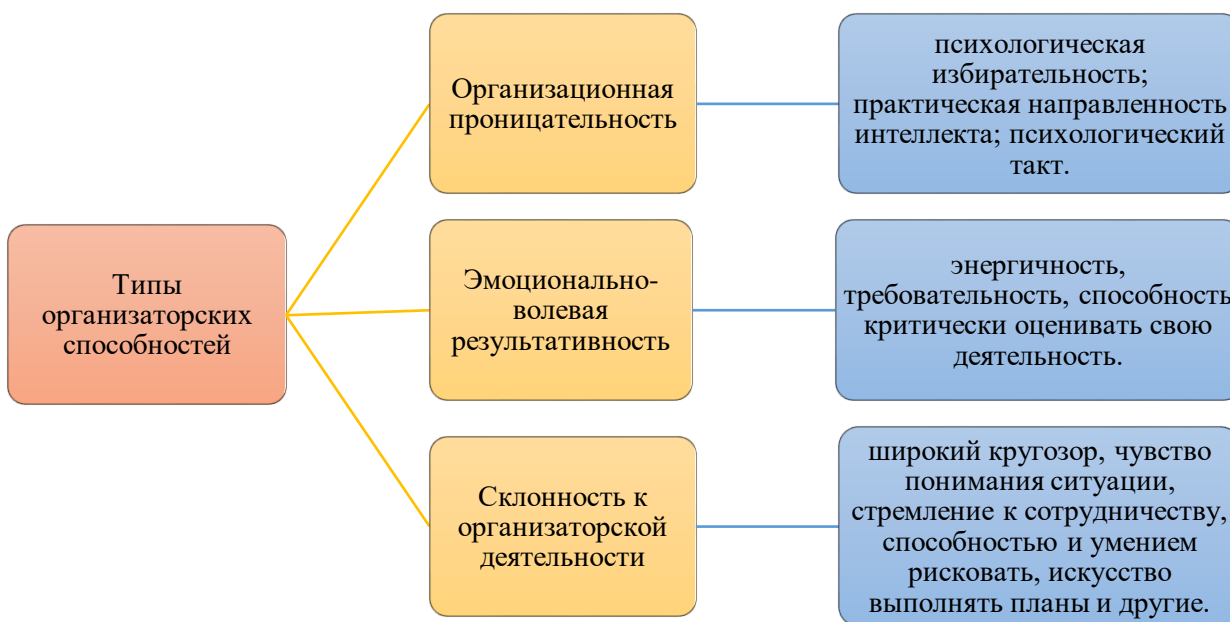 Типы
организаторских
способностей
Организационная
проницательность
психологическая
избирательность;
практическая направленность
интеллекта; психологический
такт.
Эмоционально-
волевая
результативность
энергичность,
требовательность, способность
критически оценивать свою
деятельность.
Склонность к
организаторской
деятельности
широкий кругозор, чувство
понимания ситуации,
стремление к сотрудничеству,
способностью и умением
рисковать, искусство
выполнять планы и другие.